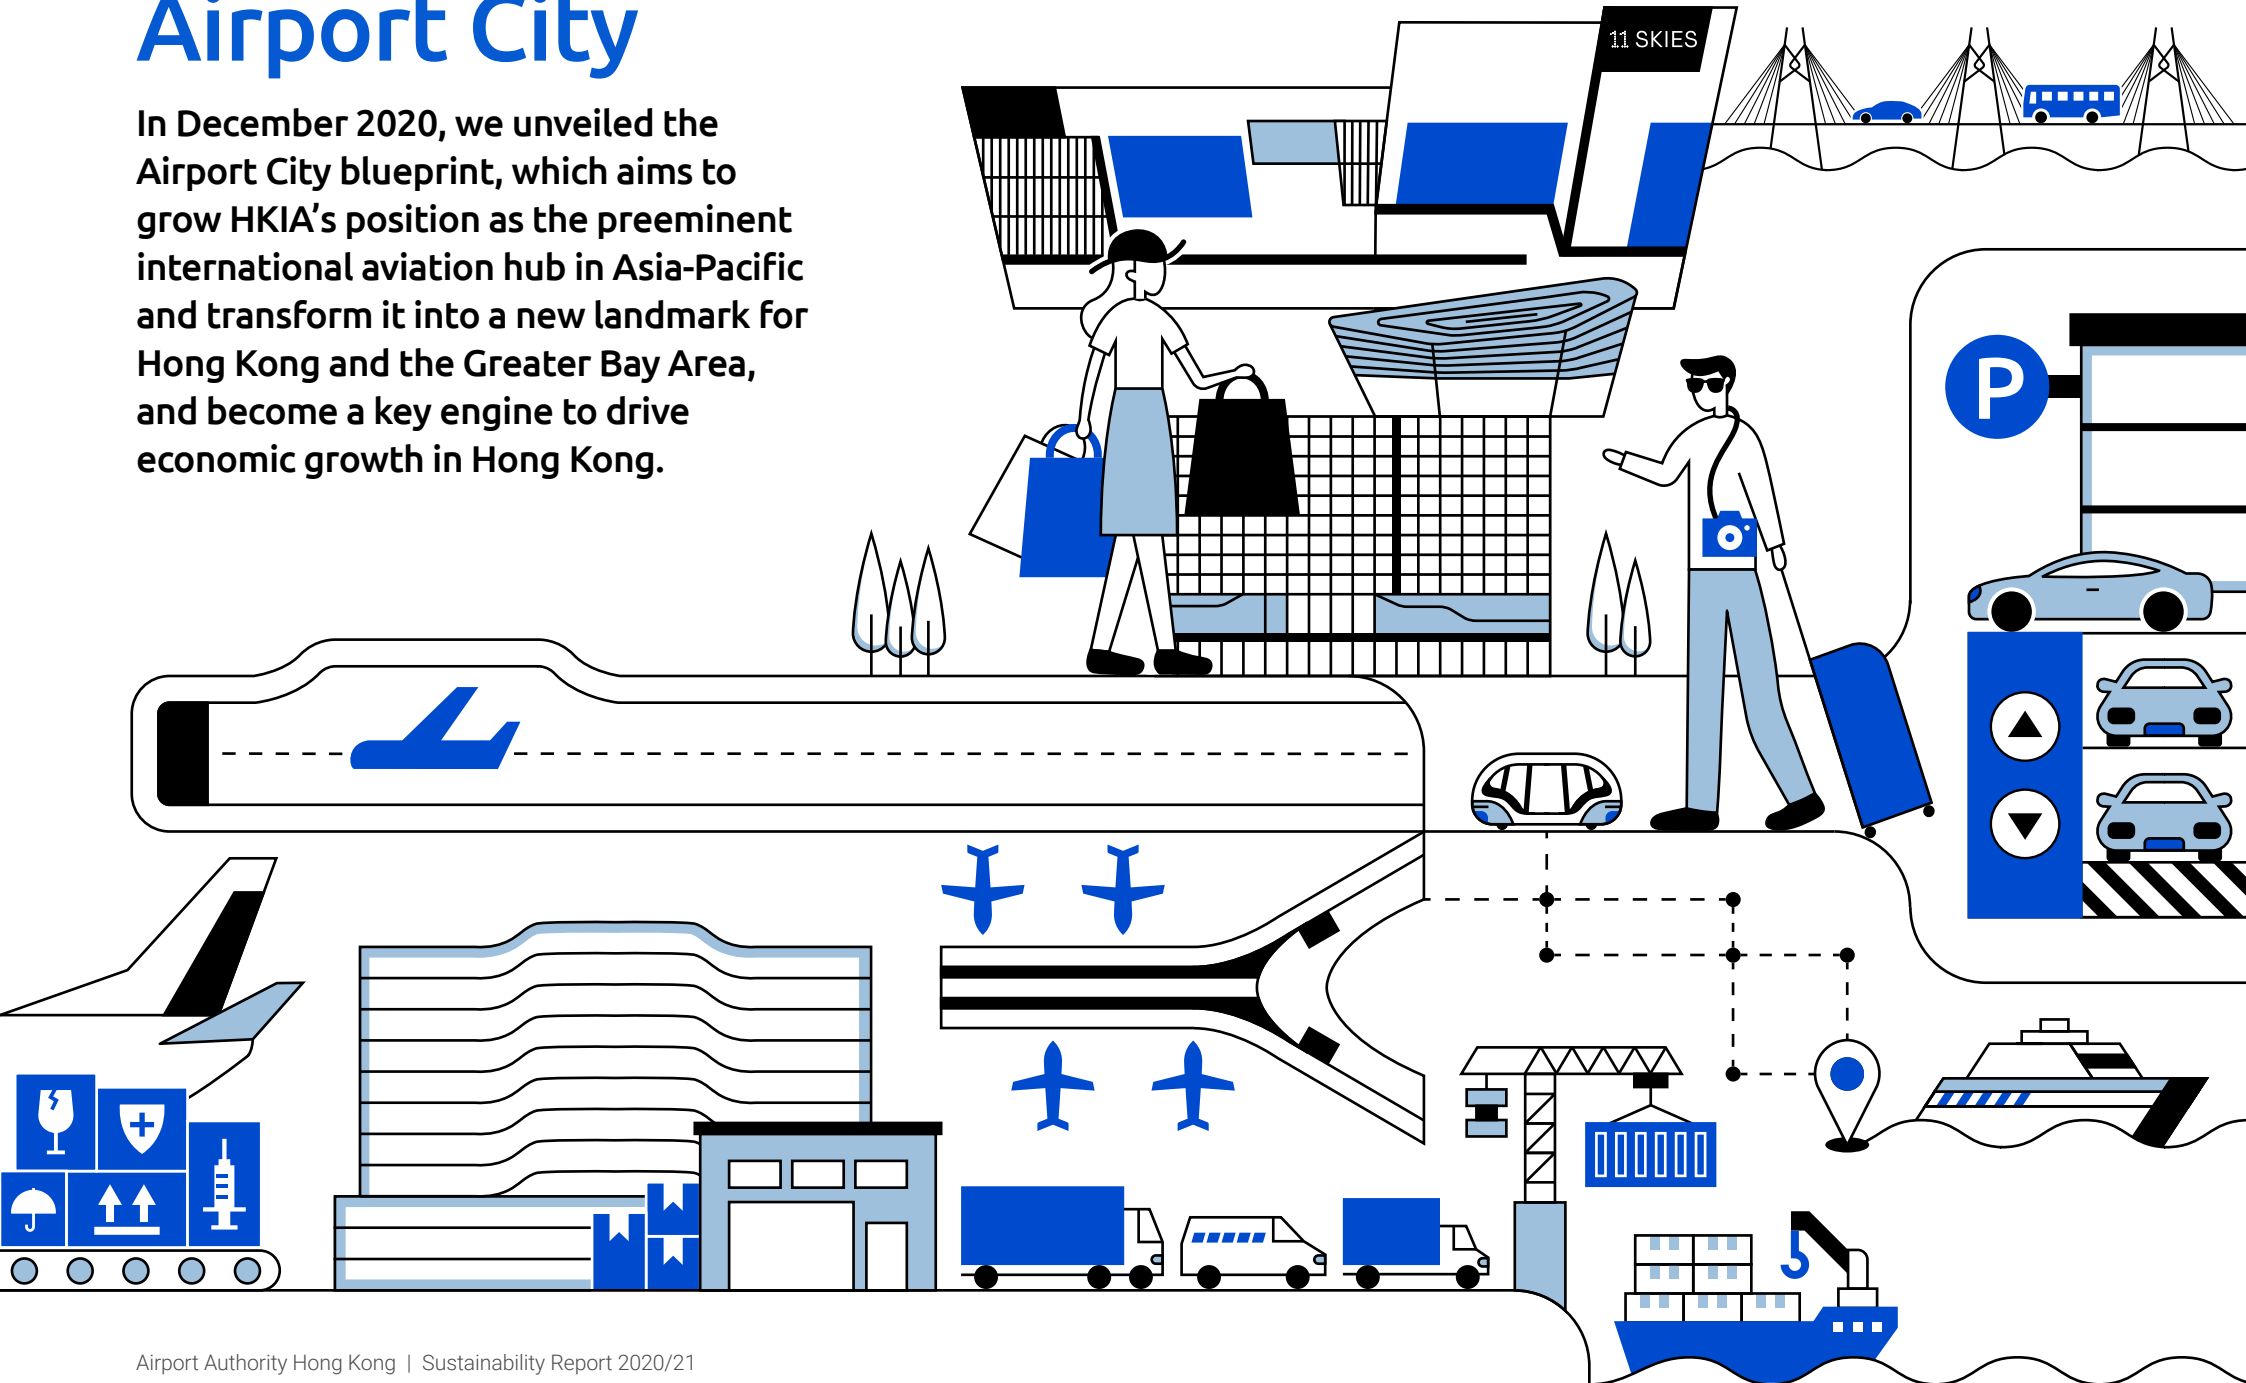 Airport City
In December 2020, we unveiled the
Airport City blueprint, which aims to
grow HKIA’s position as the preeminent
international aviation hub in Asia-Pacific
and transform it into a new landmark for
Hong Kong and the Greater Bay Area,
and become a key engine to drive
economic growth in Hong Kong.
11 SKIES
P
Airport Authority Hong Kong | Sustainability Report 2020/21